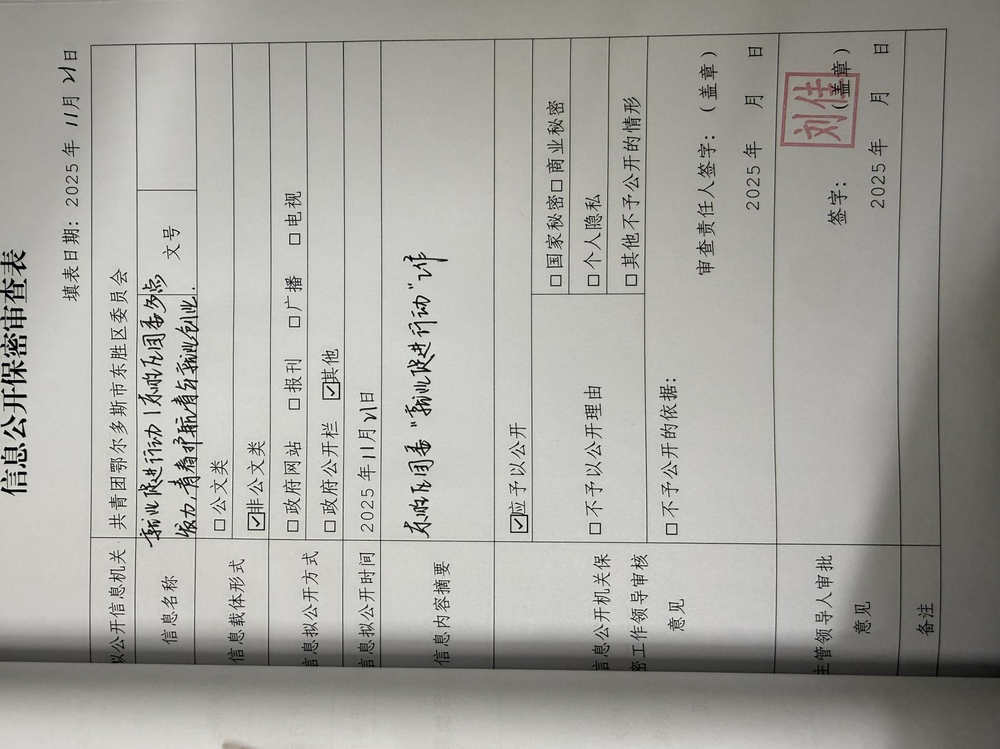 信息公开保密审查表
填表日期：2025年 11月 21日
拟公开信息机关 共青团鄂尔多斯市东胜区委员会
信息名称 就业促进行动|东胜区团委多点发力，青春护航青年就业创业. 文号
信息载体形式 □公文类
☑非公文类
信息拟公开方式 □政府网站 □报刊 □广播 □电视
□政府公开栏 ☑其他
信息拟公开时间 2025年11月21日
信息内容摘要 东胜区团委“就业促进行动”工作
信息公开机关保密工作领导审核意见
☑应予以公开
□不予以公开理由
□国家秘密□商业秘密
□个人隐私
□其他不予公开的情形
□不予公开的依据：
审查责任人签字：（盖章）
2025年 月 日
主管领导人审批意见
签字： （盖章）
刘佳
2025年 月 日
备注